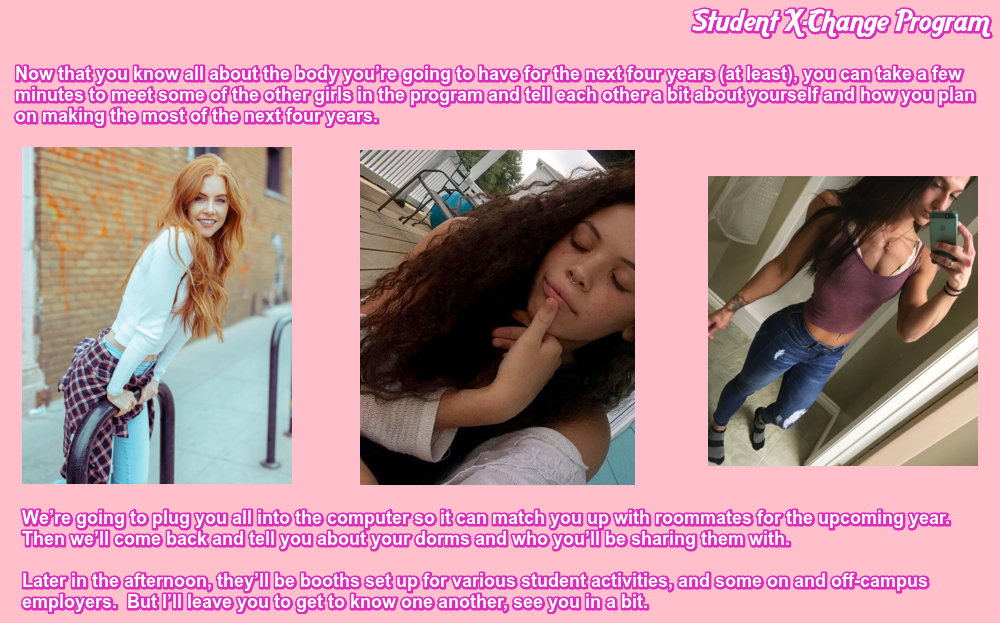 Student X-Change Program
Now that you know all about the body you're going to have for the next four years (at least), you can take a few
minutes to meet some of the other girls in the program and tell each other a bit about yourself and how you plan
on making the most of the next four years.
We're going to plug you all into the computer so it can match you up with roommates for the upcoming year.
Then we'll come back and tell you about your dorms and who you'll be sharing them with.
Later in the afternoon, they'll be booths set up for various student activities, and some on and off-campus
employers.  But I'll leave you to get to know one another, see you in a bit.